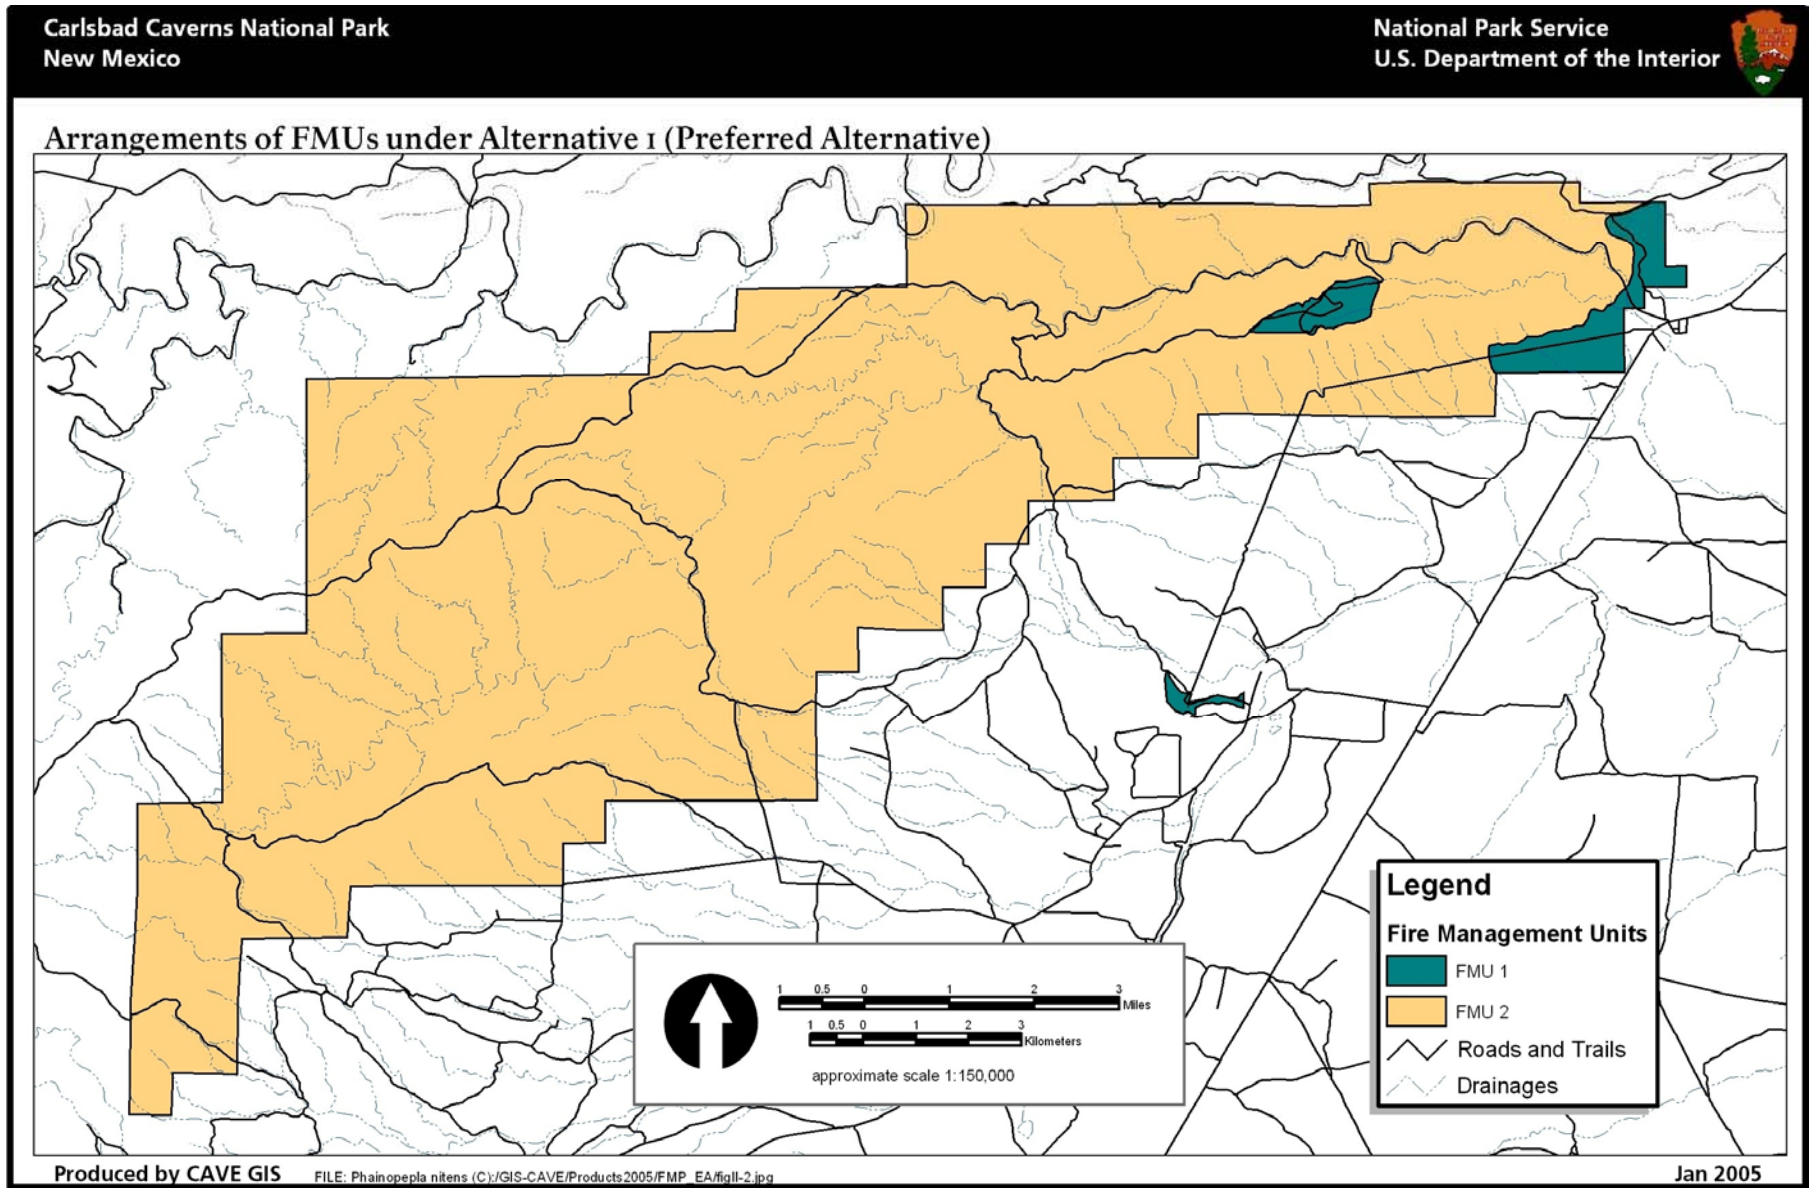 Carlsbad Caverns National Park
New Mexico
National Park Service
U.S. Department of the Interior
Arrangements of FMUs under Alternative 1 (Preferred Alternative)
Legend
Fire Management Units
FMU 1
FMU 2
Roads and Trails
Drainages
1 0.5 0 1 2 3
Miles
1 0.5 0 1 2 3
Kilometers
approximate scale 1:150,000
Produced by CAVE GIS
FILE: Phainopepla nitens (C):/GIS-CAVE/Products2005/FMP_EA/figII-2.jpg
Jan 2005